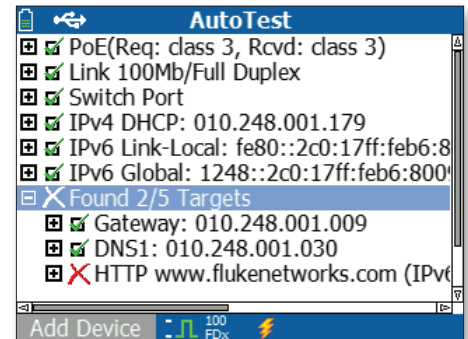 AutoTest
PoE(Req: class 3, Rcvd: class 3)
Link 100Mb/Full Duplex
Switch Port
IPv4 DHCP: 010.248.001.179
IPv6 Link-Local: fe80::2c0:17ff:feb6:8
IPv6 Global: 1248::2c0:17ff:feb6:800
Found 2/5 Targets
Gateway: 010.248.001.009
DNS1: 010.248.001.030
HTTP www.flukenetworks.com (IPv
Add Device
100
FDx